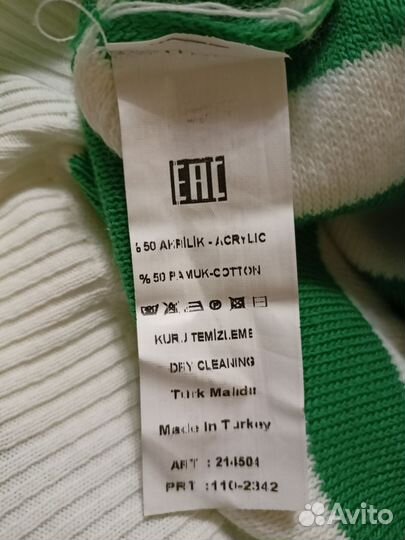 EAC
%50 AKRİLİK - ACRYLIC
%50 PAMUK-COTTON
KURU TEMİZLEME
DRY CLEANING
Türk Malıdır
Made In Turkey
ART : 214504
PRT :110-2342
Avito